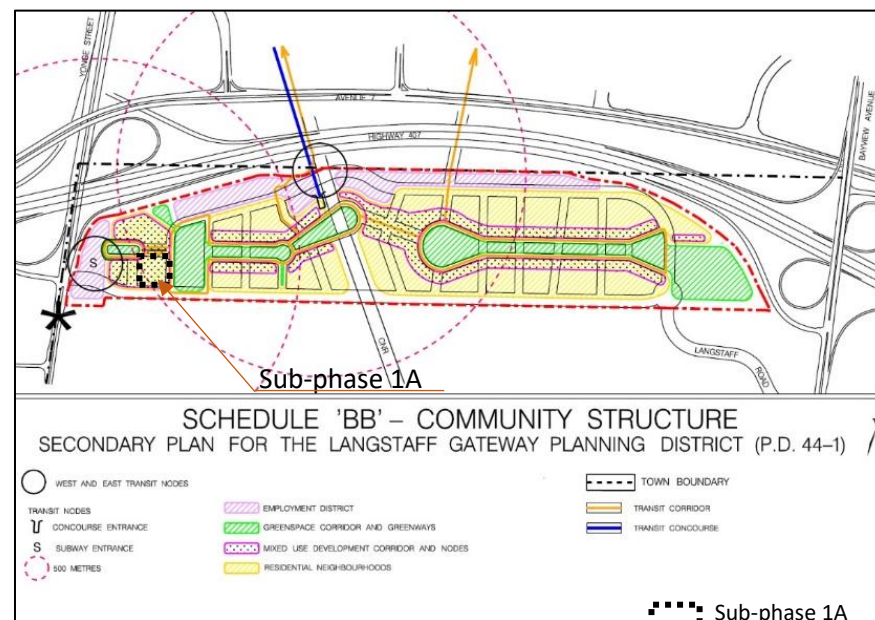 YONGE STREET
AVENUE 7
HIGHWAY 407
BAYVIEW AVENUE
S
CNR
LANGSTAFF
ROAD
Sub-phase 1A
SCHEDULE 'BB' – COMMUNITY STRUCTURE
SECONDARY PLAN FOR THE LANGSTAFF GATEWAY PLANNING DISTRICT (P.D. 44–1)
WEST AND EAST TRANSIT NODES
TRANSIT NODES
CONCOURSE ENTRANCE
S SUBWAY ENTRANCE
500 METRES
EMPLOYMENT DISTRICT
GREENSPACE CORRIDOR AND GREENWAYS
MIXED USE DEVELOPMENT CORRIDOR AND NODES
RESIDENTIAL NEIGHBOURHOODS
TOWN BOUNDARY
TRANSIT CORRIDOR
TRANSIT CONCOURSE
Sub-phase 1A